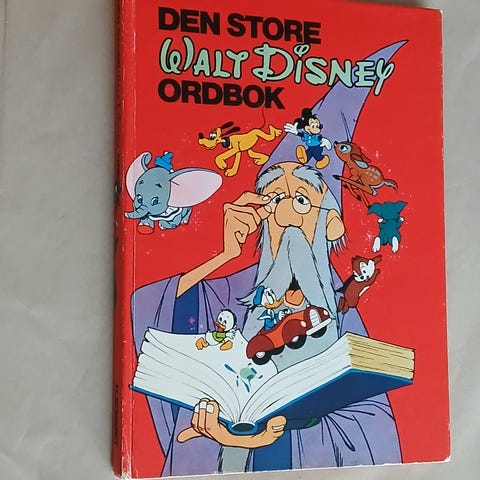 DEN STORE
WALT DISNEY
ORDBOK